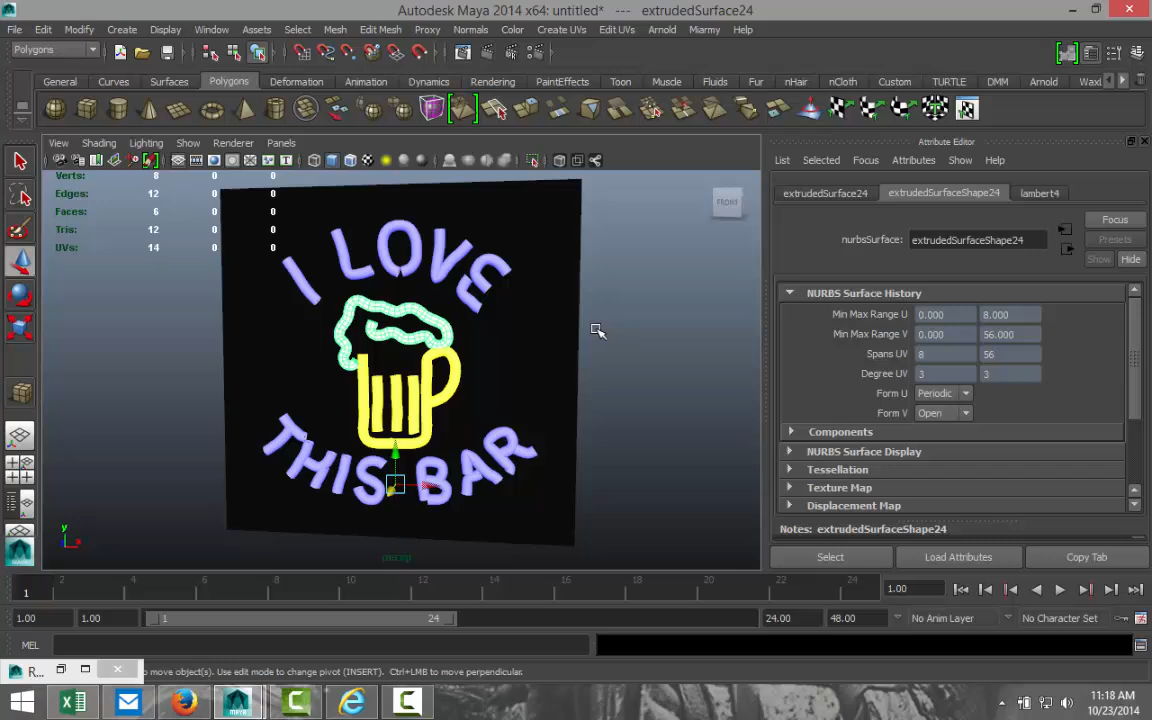 Autodesk Maya 2014 x64: untitled* --- extrudedSurface24
File Edit Modify Create Display Window Assets Select Mesh Edit Mesh Proxy Normals Color Create UVs Edit UVs Arnold Marmy Help
Polygons
General Curves Surfaces Polygons Deformation Animation Dynamics Rendering PaintEffects Toon Muscle Fluids Fur nHair nCloth Custom TURTLE DMM Arnold
View Shading Lighting Show Renderer Panels
Attribute Editor
List Selected Focus Attributes Show Help
Verts: 8 0 0
Edges: 12 0 0
Faces: 6 0 0
Tris: 12 0 0
UVs: 14 0 0
FRONT
I LOVE
THIS BAR
y
x
persp
extrudedSurface24 extrudedSurfaceShape24 lambert4
nurbsSurface: extrudedSurfaceShape24
Focus
Presets
Show Hide
NURBS Surface History
Min Max Range U 0.000 8.000
Min Max Range V 0.000 56.000
Spans UV 8 56
Degree UV 3 3
Form U Periodic
Form V Open
Components
NURBS Surface Display
Tessellation
Texture Map
Displacement Map
Notes: extrudedSurfaceShape24
Select Load Attributes Copy Tab
1 2 4 6 8 10 12 14 16 18 20 22 24 1.00
1.00 1.00 1 24 24.00 48.00 No Anim Layer No Character Set
MEL
R... to move object(s). Use edit mode to change pivot (INSERT). Ctrl+LMB to move perpendicular.
11:18 AM
10/23/2014